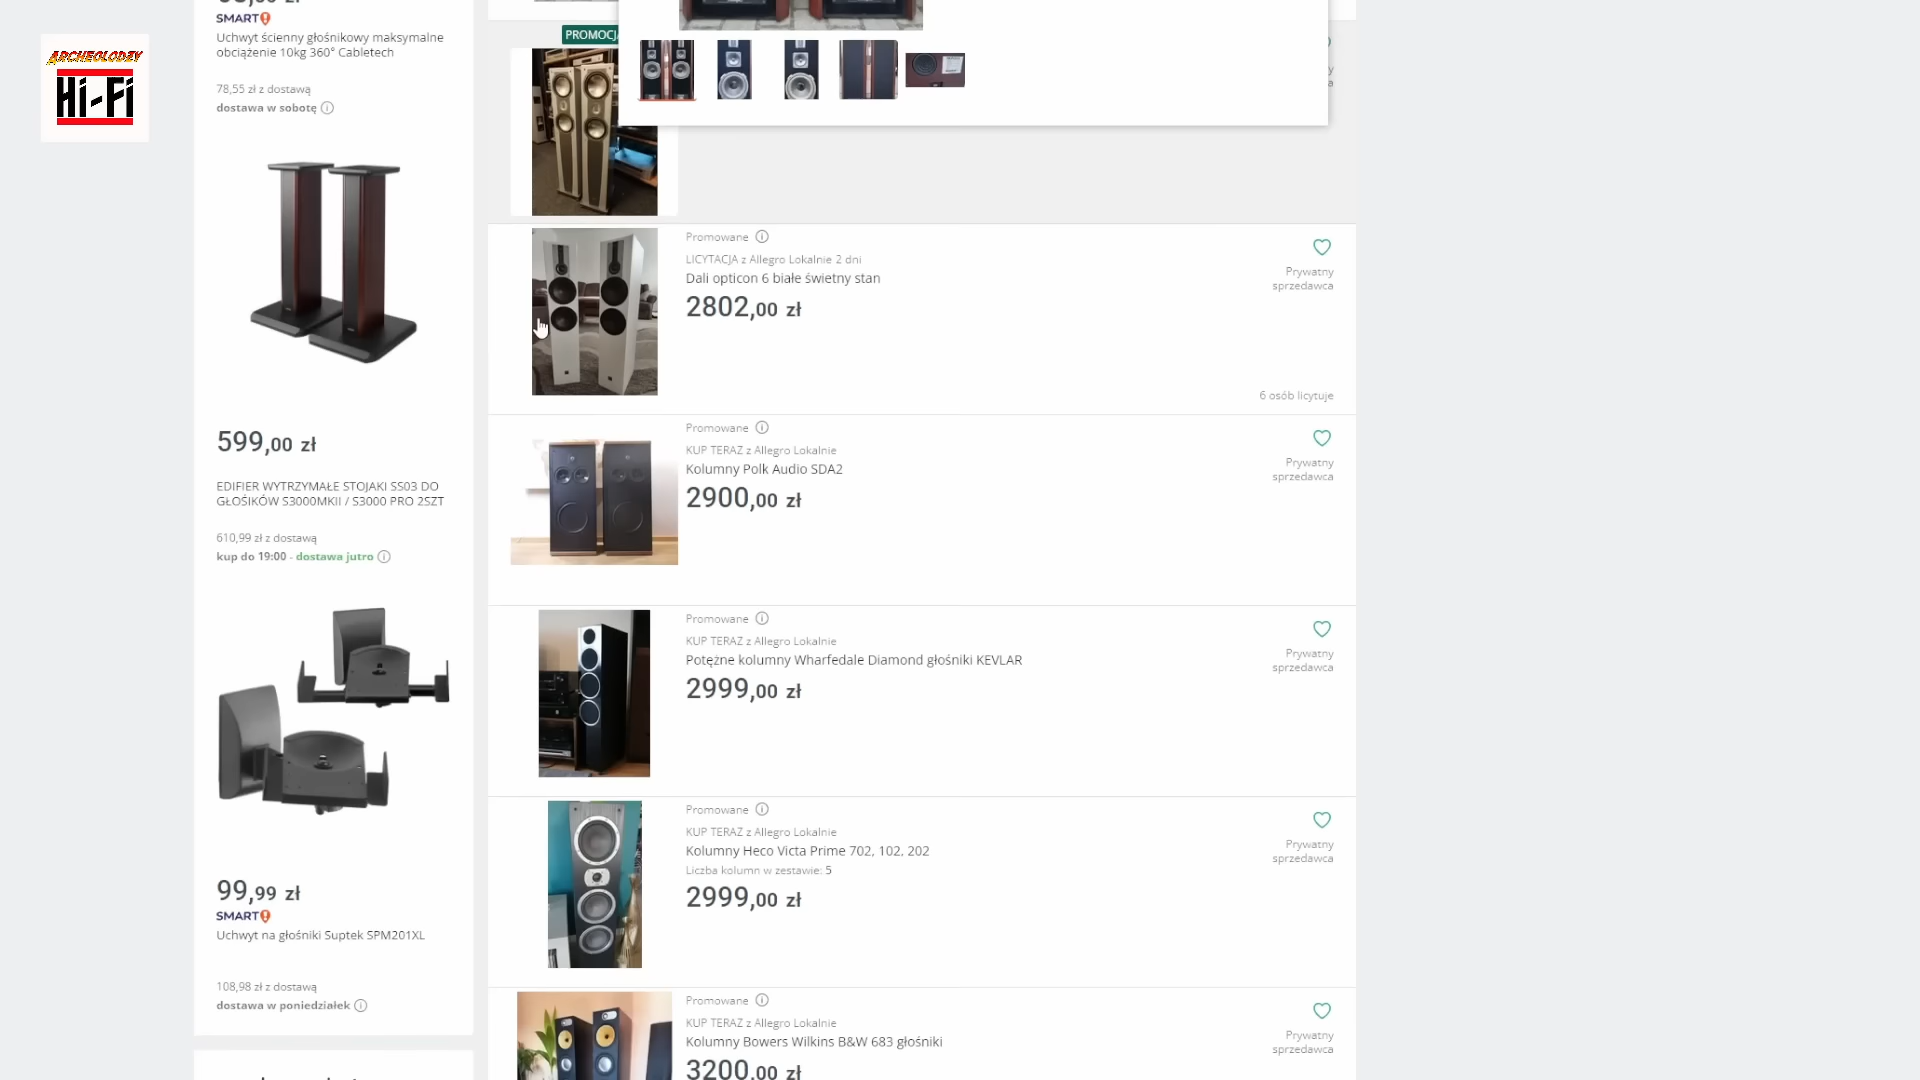 ARCHEOLODZY
Hi-Fi
SMART
Uchwyt ścienny głośnikowy maksymalne
obciążenie 10kg 360° Cabletech
78,55 zł z dostawą
dostawa w sobotę
599,00 zł
EDIFIER WYTRZYMAŁE STOJAKI SS03 DO
GŁOŚIKÓW S3000MKII / S3000 PRO 2SZT
610,99 zł z dostawą
kup do 19:00 - dostawa jutro
99,99 zł
SMART
Uchwyt na głośniki Suptek SPM201XL
108,98 zł z dostawą
dostawa w poniedziałek
Promowane
LICYTACJA z Allegro Lokalnie 2 dni
Dali opticon 6 białe świetny stan
2802,00 zł
Prywatny
sprzedawca
6 osób licytuje
Promowane
KUP TERAZ z Allegro Lokalnie
Kolumny Polk Audio SDA2
2900,00 zł
Prywatny
sprzedawca
Promowane
KUP TERAZ z Allegro Lokalnie
Potężne kolumny Wharfedale Diamond głośniki KEVLAR
2999,00 zł
Prywatny
sprzedawca
Promowane
KUP TERAZ z Allegro Lokalnie
Kolumny Heco Victa Prime 702, 102, 202
Liczba kolumn w zestawie: 5
2999,00 zł
Prywatny
sprzedawca
Promowane
KUP TERAZ z Allegro Lokalnie
Kolumny Bowers Wilkins B&W 683 głośniki
3200,00 zł
Prywatny
sprzedawca